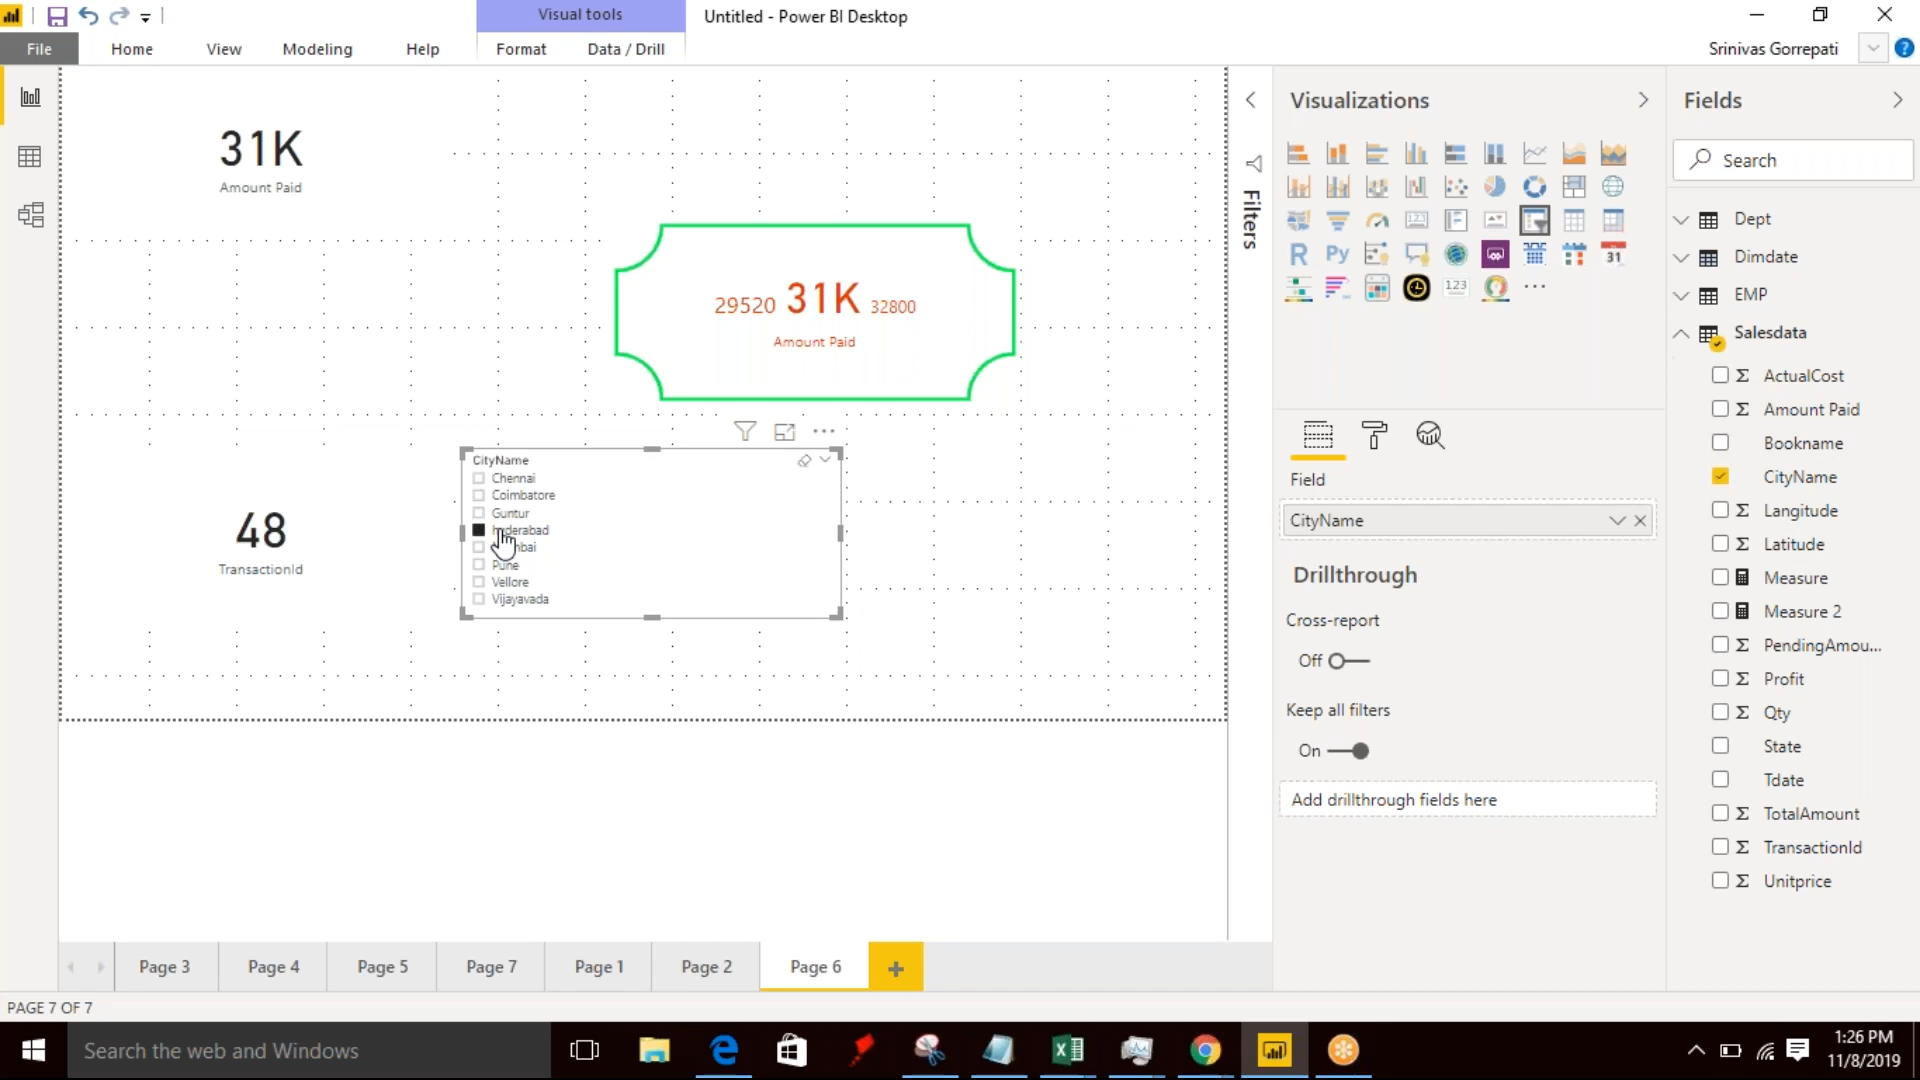 Visual tools
Untitled - Power BI Desktop
File
Home
View
Modeling
Help
Format
Data / Drill
Srinivas Gorrepati
?
31K
Amount Paid
29520 31K 32800
Amount Paid
48
TransactionId
CityName
Chennai
Coimbatore
Guntur
Hyderabad
Pune
Vellore
Vijayavada
Filters
Visualizations
R
Py
123
31
123
Field
CityName
Drillthrough
Cross-report
Off
Keep all filters
On
Add drillthrough fields here
Fields
Search
Dept
Dimdate
EMP
Salesdata
ActualCost
Amount Paid
Bookname
CityName
Langitude
Latitude
Measure
Measure 2
PendingAmou...
Profit
Qty
State
Tdate
TotalAmount
TransactionId
Unitprice
Page 3
Page 4
Page 5
Page 7
Page 1
Page 2
Page 6
+
PAGE 7 OF 7
Search the web and Windows
1:26 PM
11/8/2019